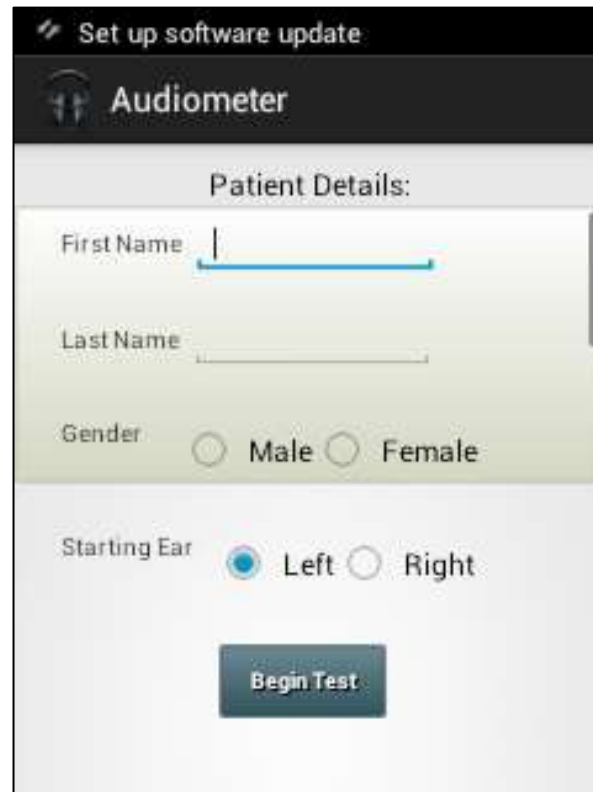 Set up software update
Audiometer
Patient Details:
First Name
Last Name
Gender Male Female
Starting Ear Left Right
Begin Test